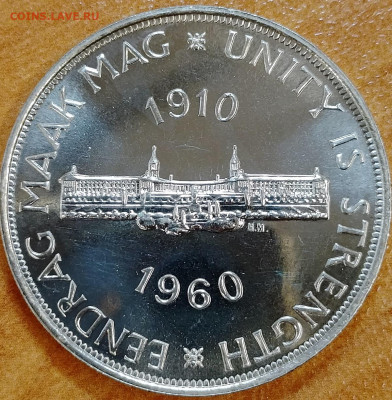 COINS.CAVE.RU
EENDRAG MAAK MAG ※ UNITY IS STRENGTH ※
1910
1960